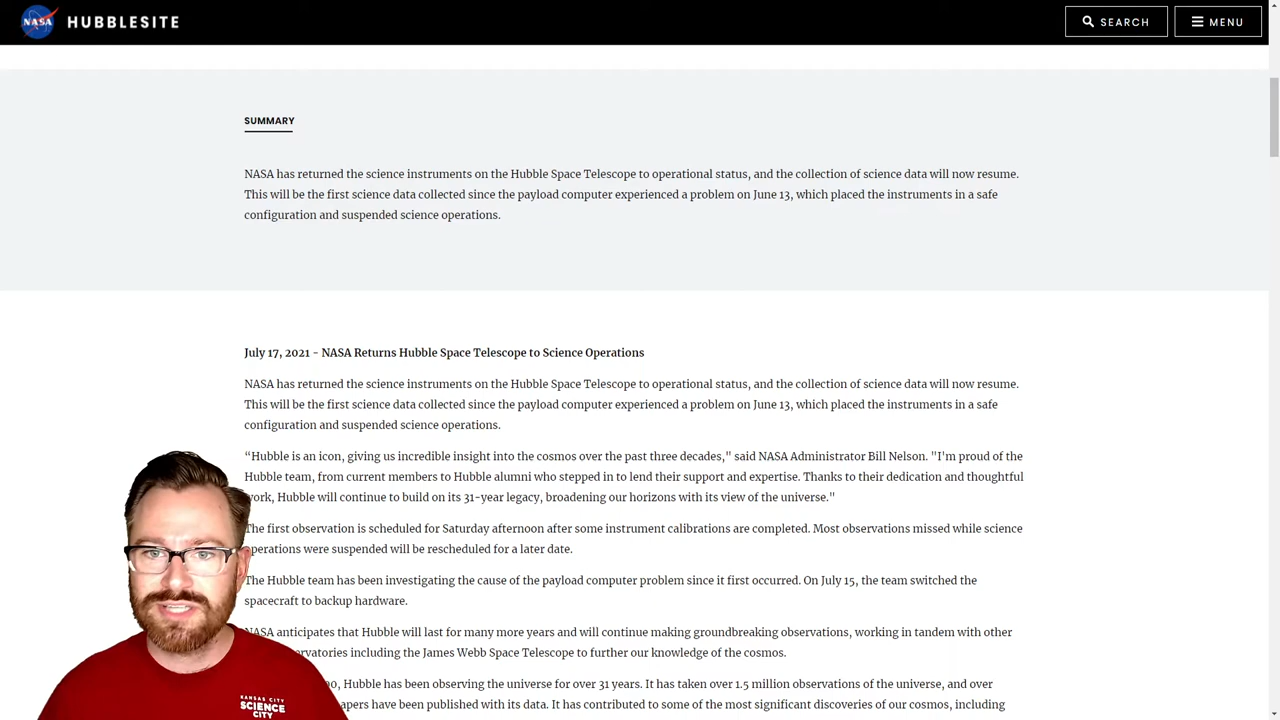 NASA HUBBLESITE
SEARCH
MENU
SUMMARY
NASA has returned the science instruments on the Hubble Space Telescope to operational status, and the collection of science data will now resume.
This will be the first science data collected since the payload computer experienced a problem on June 13, which placed the instruments in a safe
configuration and suspended science operations.
July 17, 2021 - NASA Returns Hubble Space Telescope to Science Operations
NASA has returned the science instruments on the Hubble Space Telescope to operational status, and the collection of science data will now resume.
This will be the first science data collected since the payload computer experienced a problem on June 13, which placed the instruments in a safe
configuration and suspended science operations.
“Hubble is an icon, giving us incredible insight into the cosmos over the past three decades," said NASA Administrator Bill Nelson. "I'm proud of the
Hubble team, from current members to Hubble alumni who stepped in to lend their support and expertise. Thanks to their dedication and thoughtful
work, Hubble will continue to build on its 31-year legacy, broadening our horizons with its view of the universe."
The first observation is scheduled for Saturday afternoon after some instrument calibrations are completed. Most observations missed while science
operations were suspended will be rescheduled for a later date.
The Hubble team has been investigating the cause of the payload computer problem since it first occurred. On July 15, the team switched the
spacecraft to backup hardware.
NASA anticipates that Hubble will last for many more years and will continue making groundbreaking observations, working in tandem with other
including the James Webb Space Telescope to further our knowledge of the cosmos.
Hubble has been observing the universe for over 31 years. It has taken over 1.5 million observations of the universe, and over
have been published with its data. It has contributed to some of the most significant discoveries of our cosmos, including
KANSAS CITY
SCIENCE
CITY